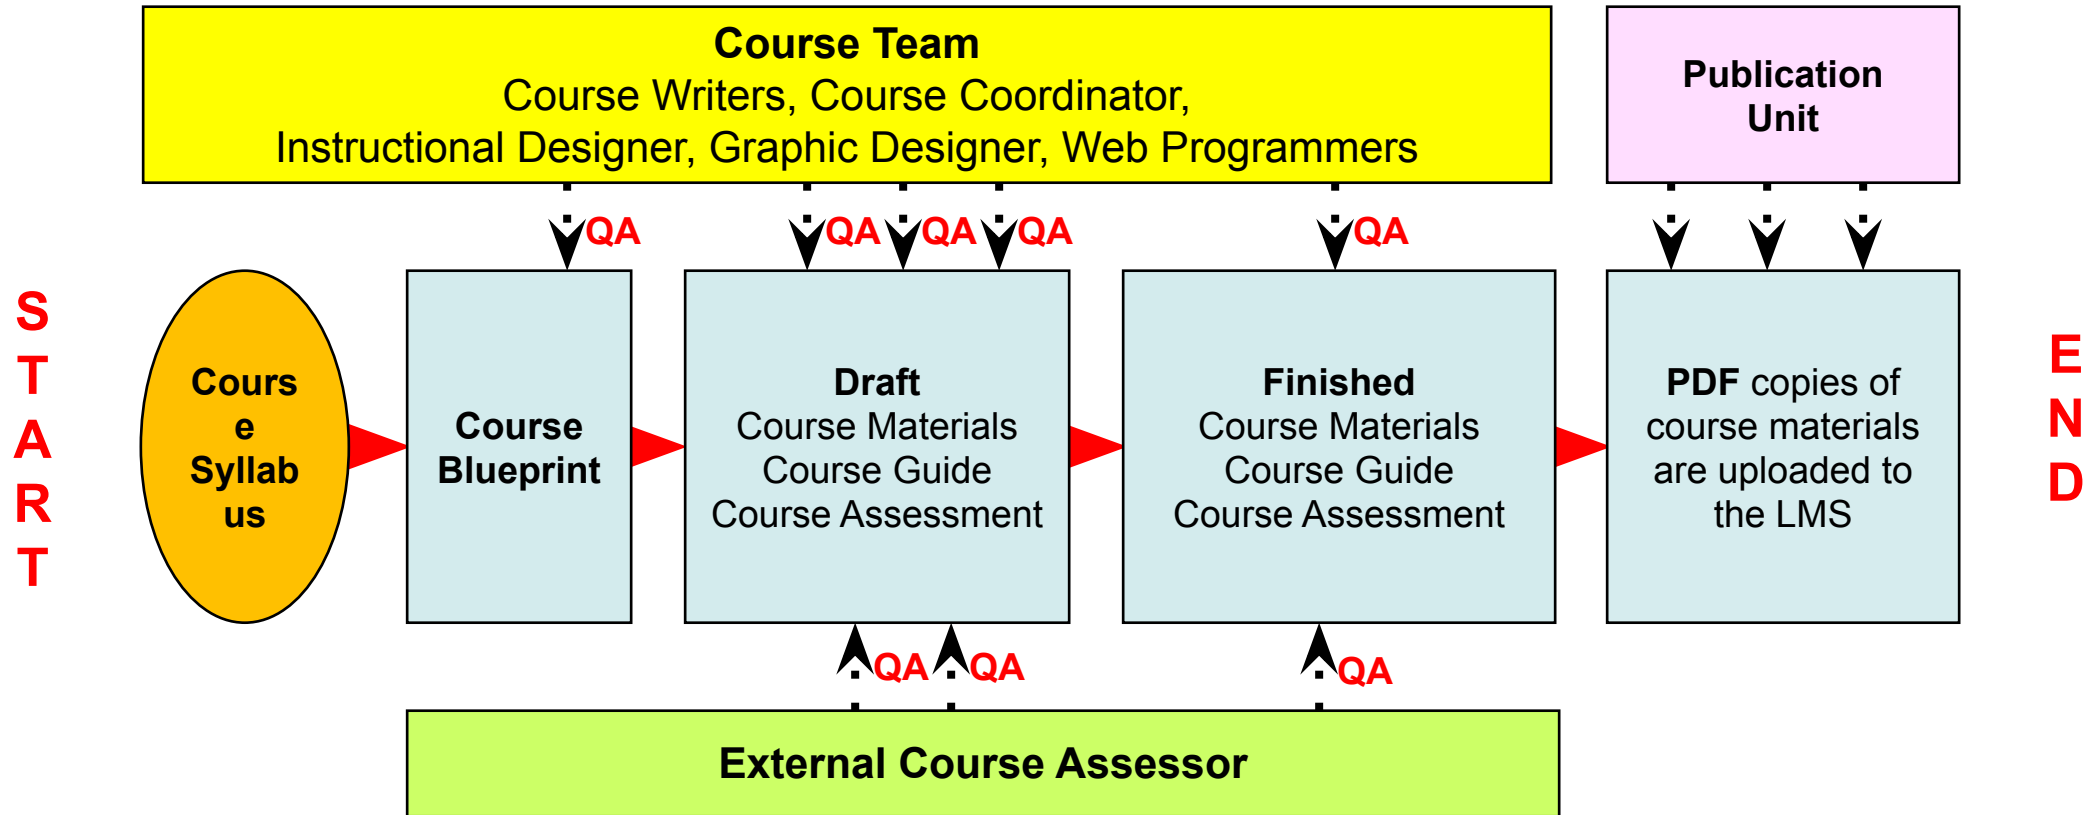 Course Team
Course Writers, Course Coordinator,
Instructional Designer, Graphic Designer, Web Programmers
Publication
Unit
QA
QA
QA
QA
QA
S
T
A
R
T
Cours
e
Syllab
us
Course
Blueprint
Draft
Course Materials
Course Guide
Course Assessment
Finished
Course Materials
Course Guide
Course Assessment
PDF copies of
course materials
are uploaded to
the LMS
E
N
D
QA
QA
QA
External Course Assessor